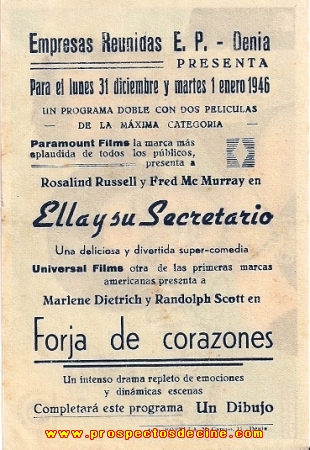 Empresas Reunidas E. P. - Denia
PRESENTA
Para el lunes 31 diciembre y martes 1 enero 1946
UN PROGRAMA DOBLE CON DOS PELICULAS
— DE LA MÁXIMA CATEGORIA —
Paramount Films la marca más
aplaudida de todos los públicos,
presenta a
Rosalind Russell y Fred Mc Murray en
Ella y su Secretario
Una deliciosa y divertida super-comedia
Universal Films otra de las primeras marcas
americanas presenta a
Marlene Dietrich y Randolph Scott en
Forja de corazones
Un intenso drama repleto de emociones
y dinámicas escenas
Completará este programa Un Dibujo
www.prospectosdecine.com